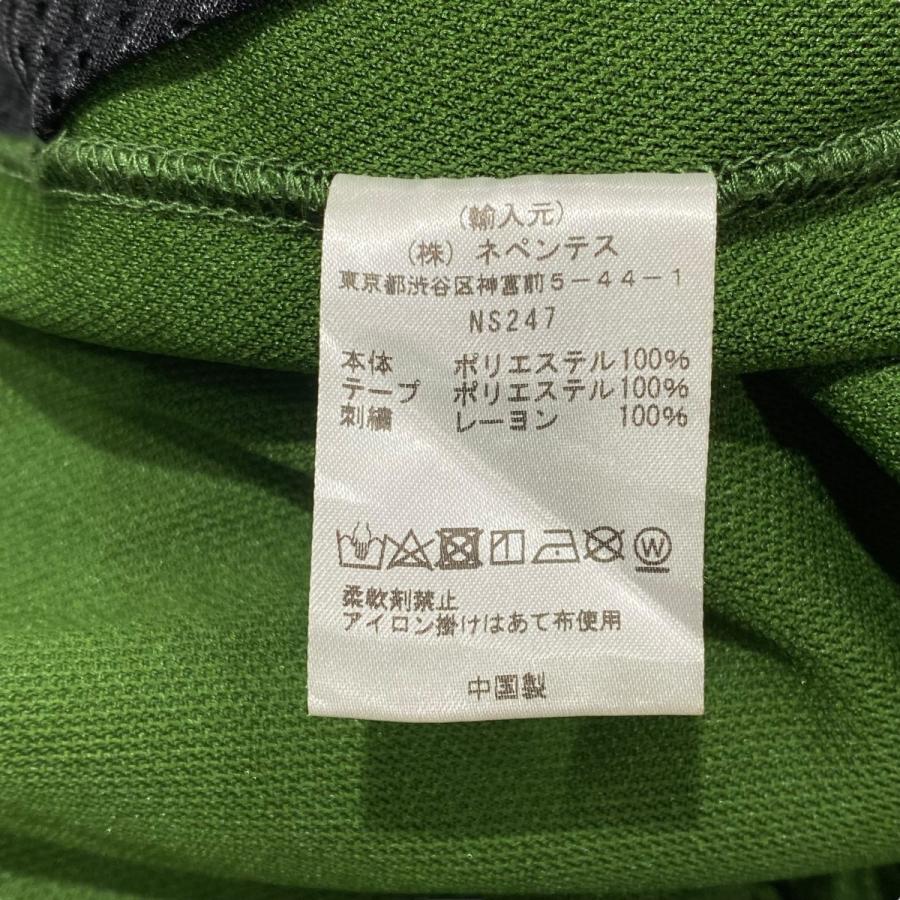 (輸入元)
(株) ネペンテス
東京都渋谷区神宮前5-44-1
NS247
本体 ポリエステル100%
テープ ポリエステル100%
刺繍 レーヨン 100%
W
柔軟剤禁止
アイロン掛けはあて布使用
中国製